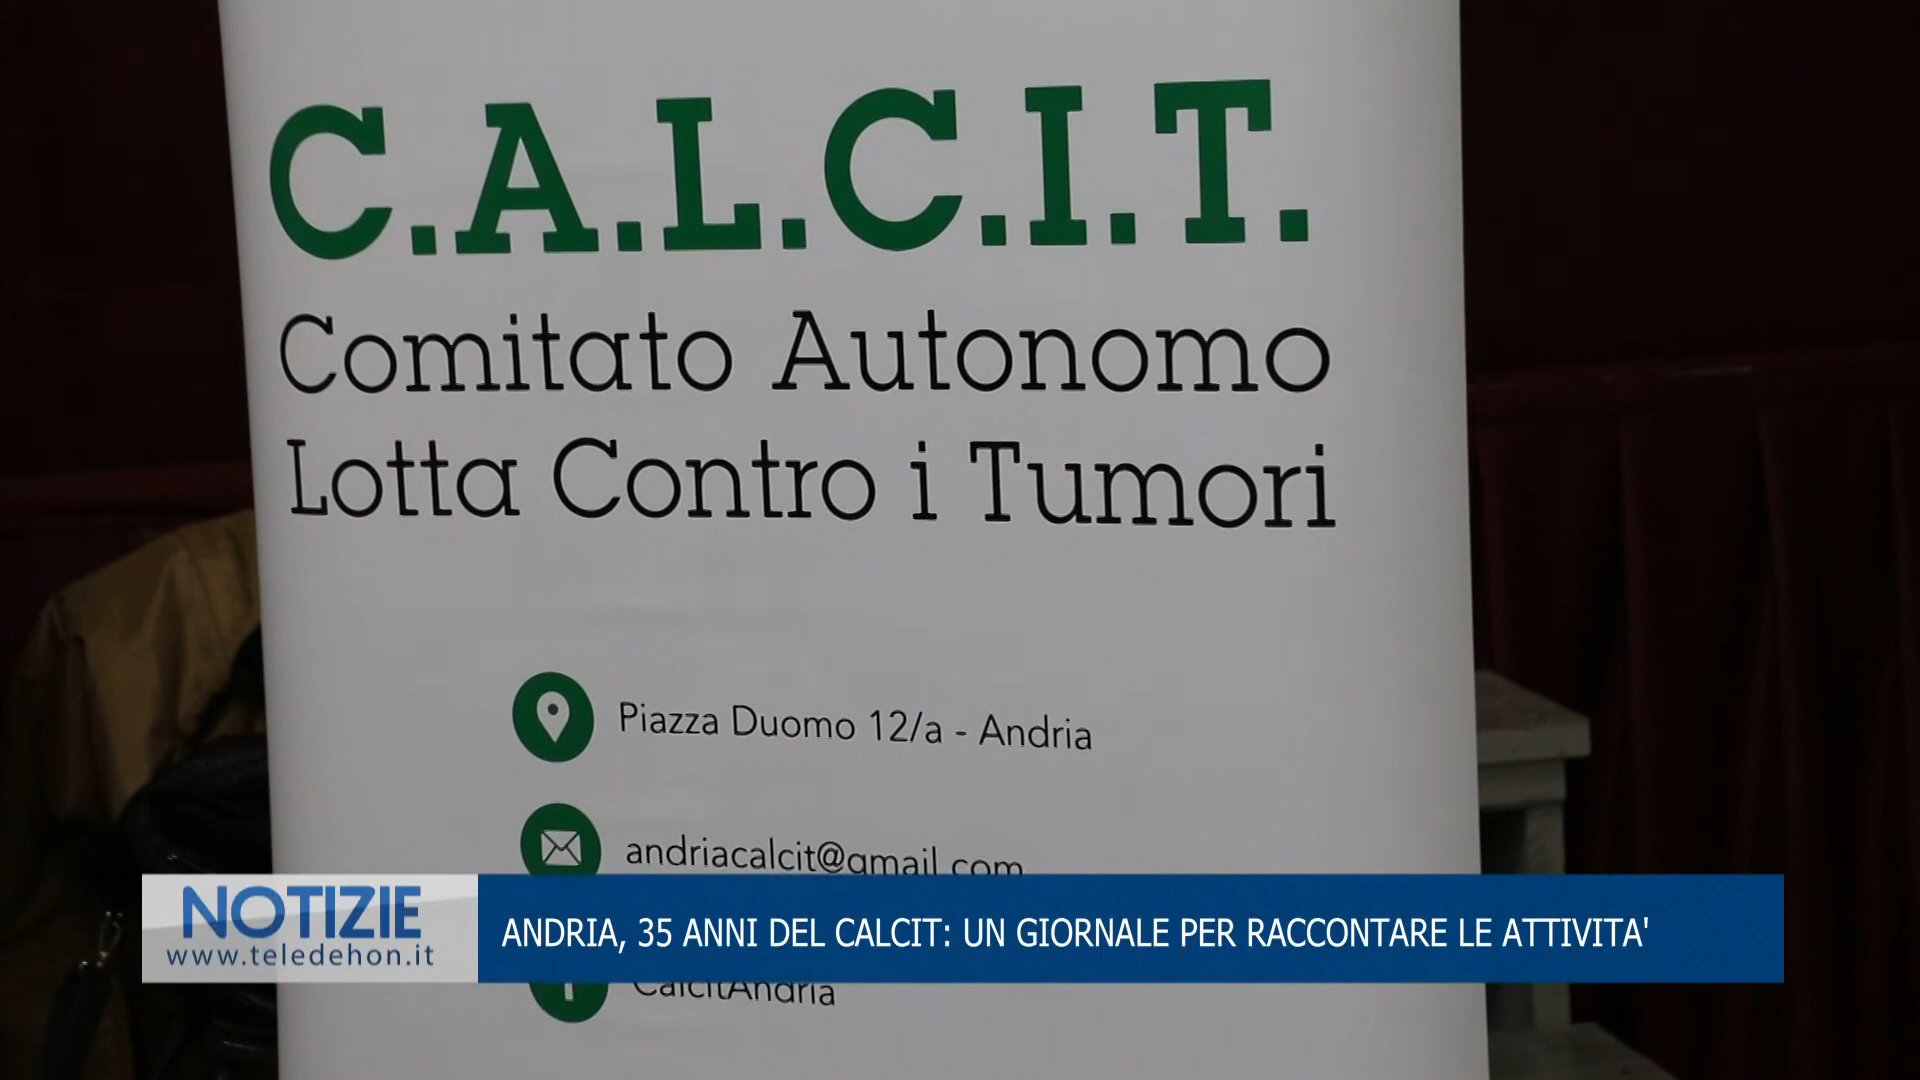 C.A.L.C.I.T.
Comitato Autonomo
Lotta Contro i Tumori
Piazza Duomo 12/a - Andria
andriacalcit@gmail.com
NOTIZIE
www.teledehon.it
ANDRIA, 35 ANNI DEL CALCIT: UN GIORNALE PER RACCONTARE LE ATTIVITA'
CalcitAndria